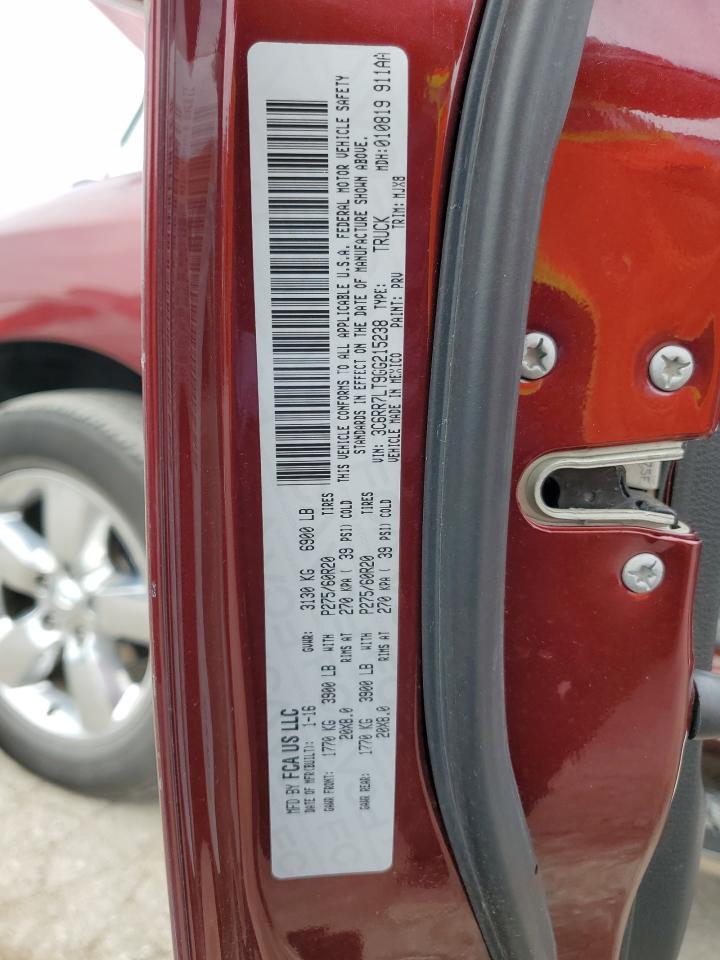 MFD BY FCA US LLC
DATE OF MFR(BUILT): 1-16 GVWR: 3130 KG 6900 LB
GAWR FRONT: 1770 KG 3900 LB WITH P275/60R20 TIRES
20X8.0 RIMS AT 270 KPA ( 39 PSI) COLD
GAWR REAR: 1770 KG 3900 LB WITH P275/60R20 TIRES
20X8.0 RIMS AT 270 KPA ( 39 PSI) COLD
THIS VEHICLE CONFORMS TO ALL APPLICABLE U.S.A. FEDERAL MOTOR VEHICLE SAFETY
STANDARDS IN EFFECT ON THE DATE OF MANUFACTURE SHOWN ABOVE.
VIN: 3C6RR7LT9GG215238 TYPE: TRUCK MDH:010819 911AA
VEHICLE MADE IN MEXICO PAINT: PRV TRIM: MJX8